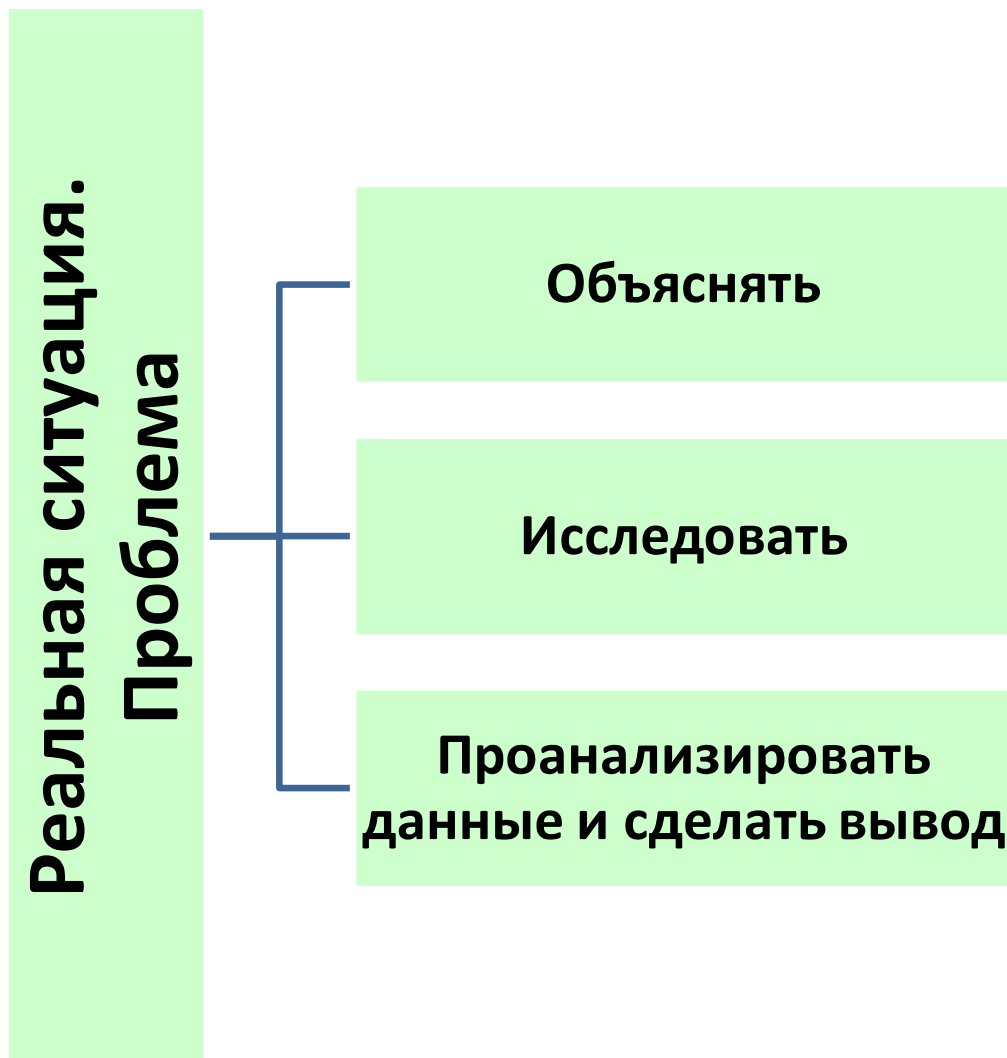 Реальная ситуация.
Проблема
Объяснять
Исследовать
Проанализировать
данные и сделать вывод